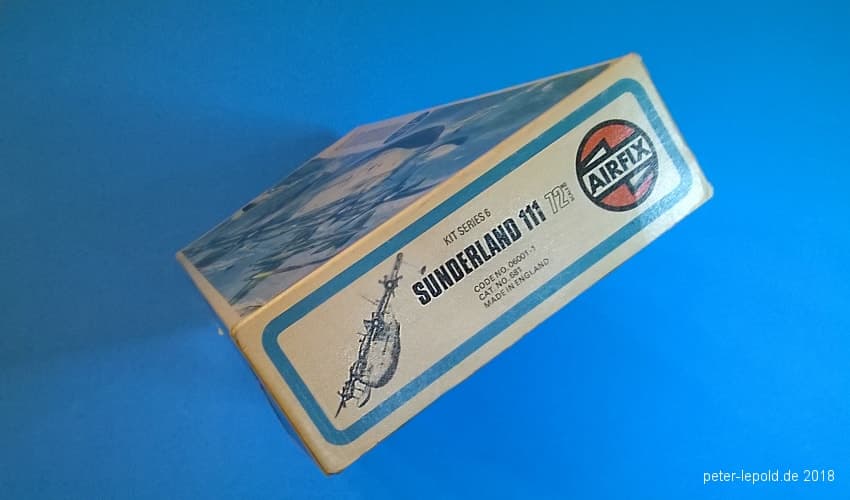 KIT SERIES 6
SUNDERLAND 111 72
CODE NO. 06001-1
CAT. NO. 681
MADE IN ENGLAND
AIRFIX
peter-lepold.de 2018